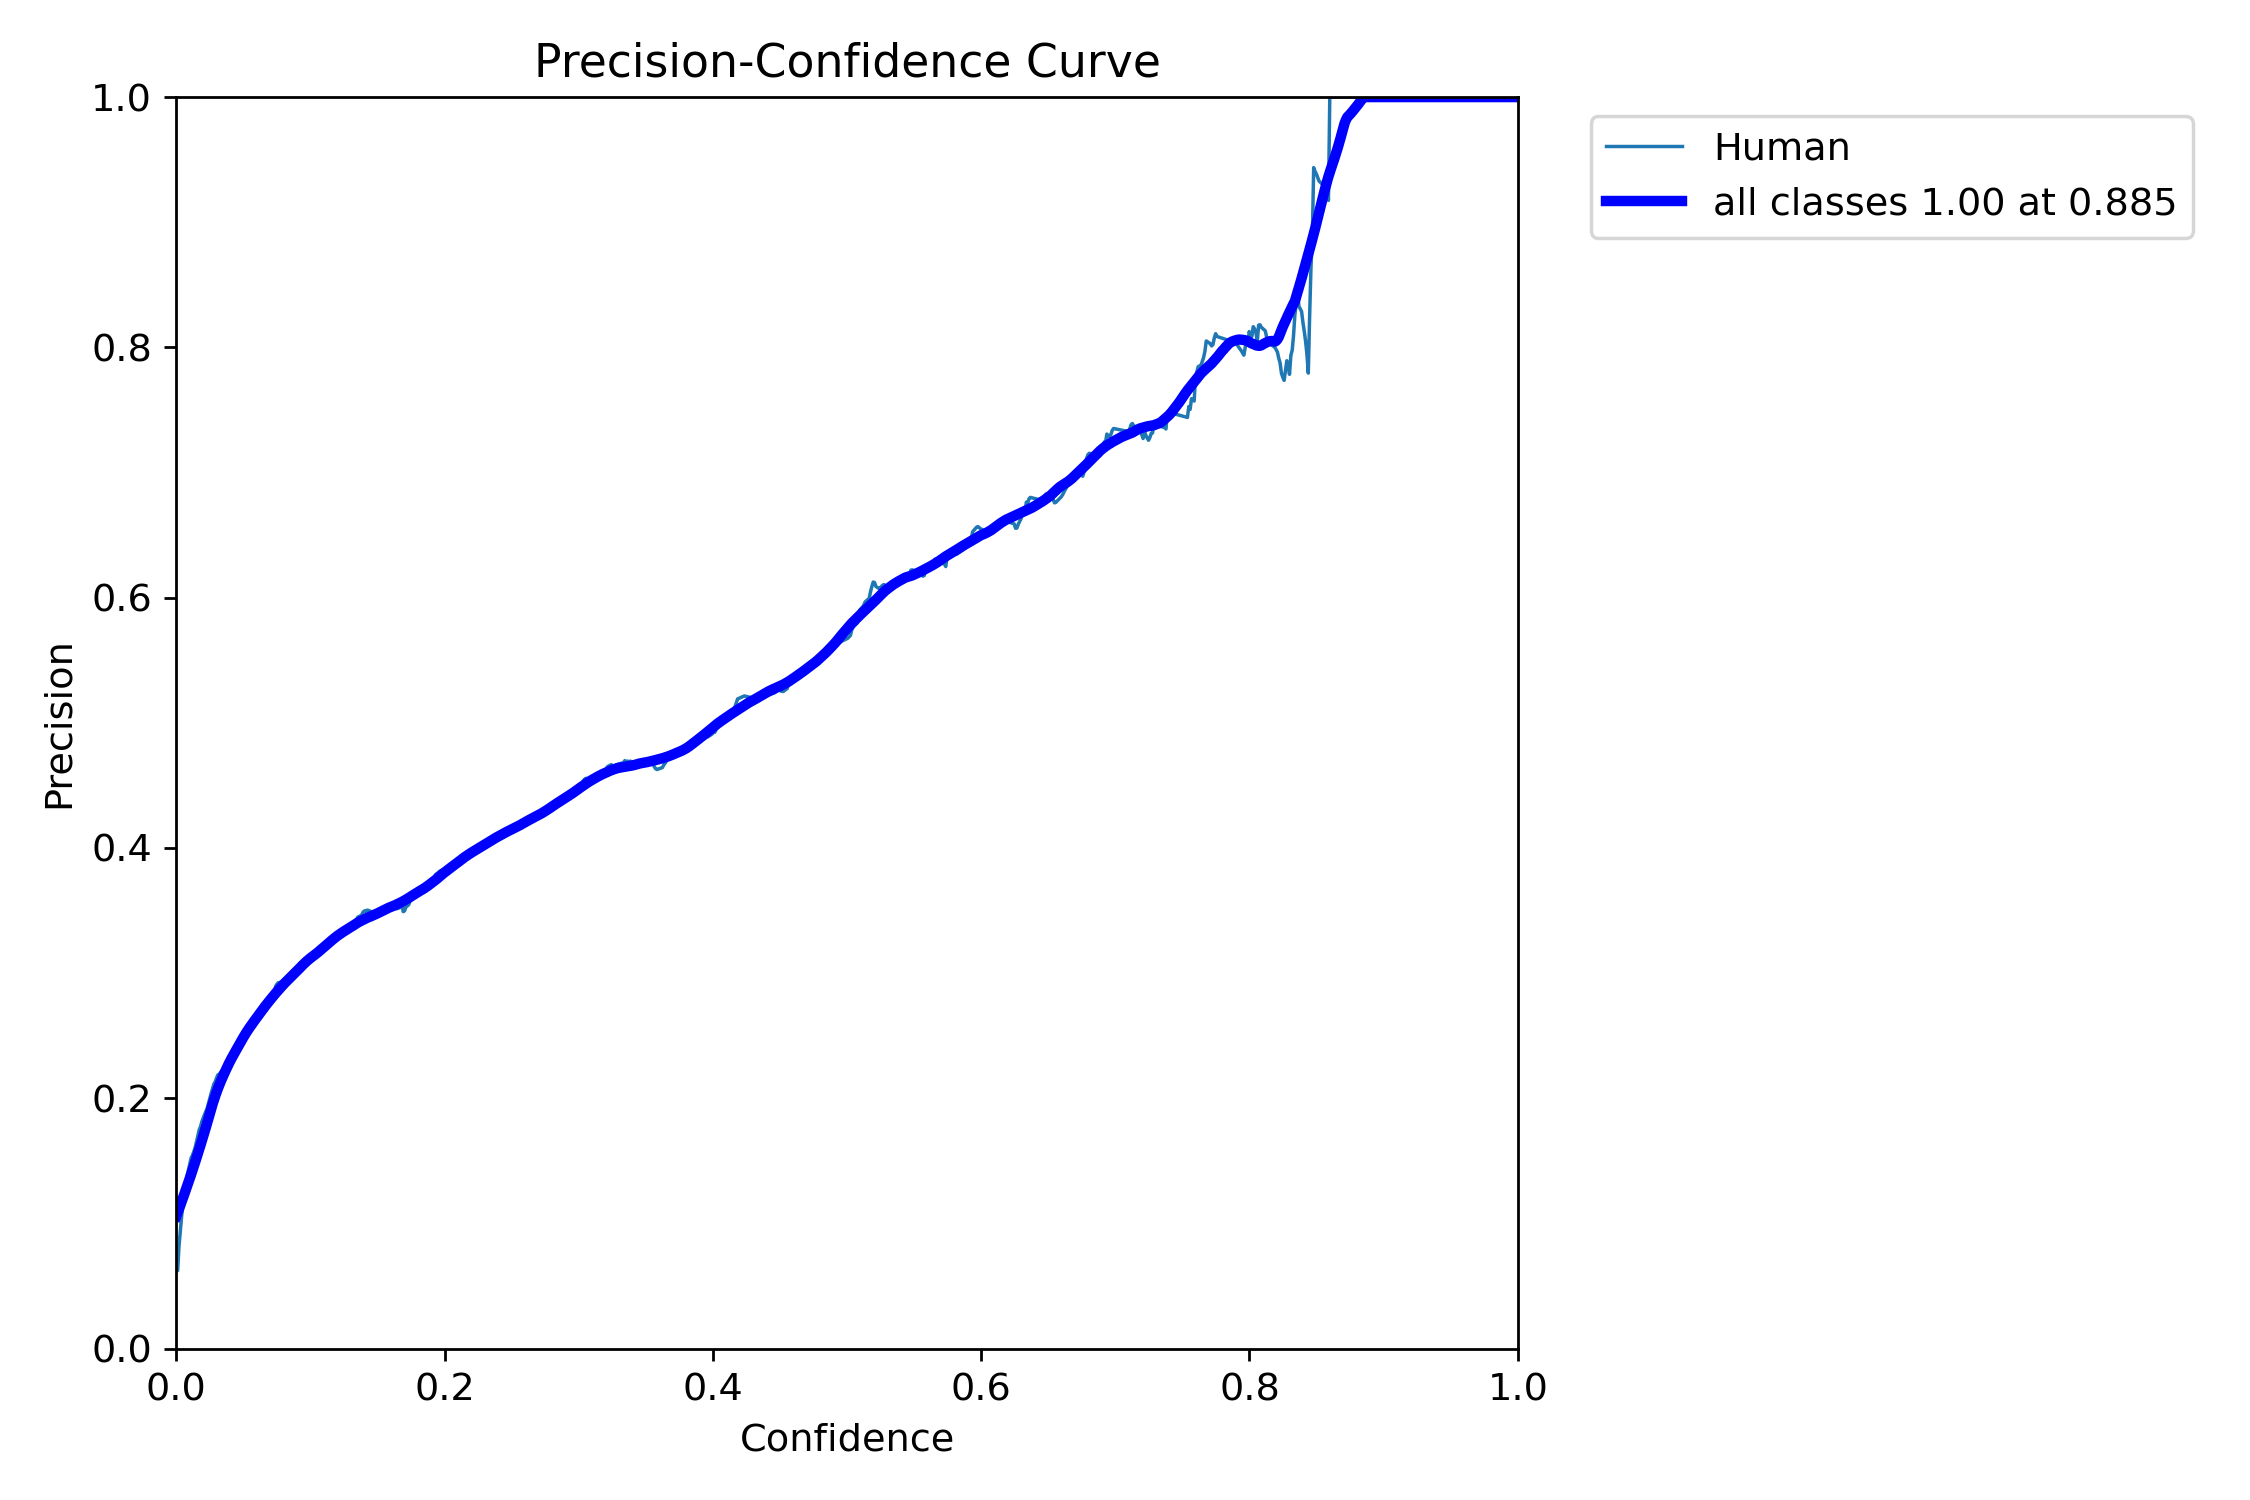 Precision-Confidence Curve
1.0
0.8
0.6
0.4
0.2
0.0
Precision
0.0 0.2 0.4 0.6 0.8 1.0
Confidence
Human
all classes 1.00 at 0.885